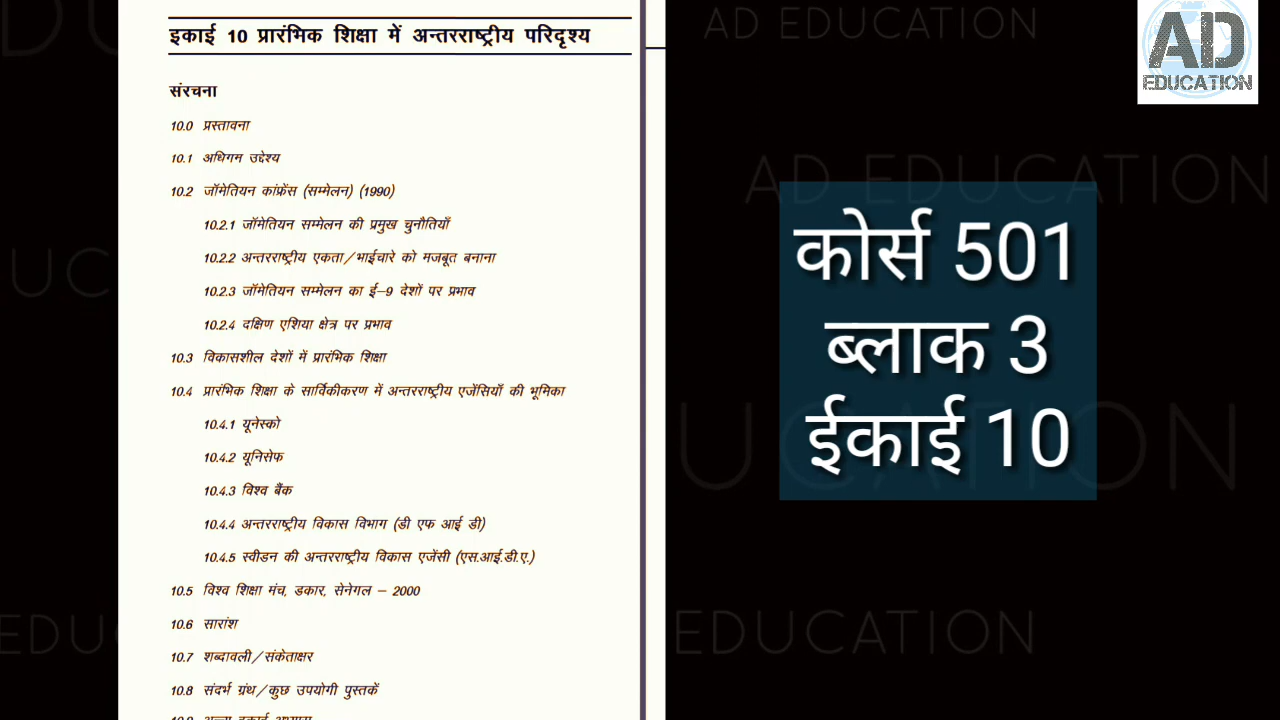 इकाई 10 प्रारंभिक शिक्षा में अन्तरराष्ट्रीय परिदृश्य
संरचना
10.0 प्रस्तावना
10.1 अधिगम उद्देश्य
10.2 जॉमेतियन कांफ्रेंस (सम्मेलन) (1990)
10.2.1 जॉमेतियन सम्मेलन की प्रमुख चुनौतियाँ
10.2.2 अन्तरराष्ट्रीय एकता/भाईचारे को मजबूत बनाना
10.2.3 जॉमेतियन सम्मेलन का ई–9 देशों पर प्रभाव
10.2.4 दक्षिण एशिया क्षेत्र पर प्रभाव
10.3 विकासशील देशों में प्रारंभिक शिक्षा
10.4 प्रारंभिक शिक्षा के सार्विकीकरण में अन्तरराष्ट्रीय एजेंसियाँ की भूमिका
10.4.1 यूनेस्को
10.4.2 यूनिसेफ
10.4.3 विश्व बैंक
10.4.4 अन्तरराष्ट्रीय विकास विभाग (डी एफ आई डी)
10.4.5 स्वीडन की अन्तरराष्ट्रीय विकास एजेंसी (एस.आई.डी.ए.)
10.5 विश्व शिक्षा मंच, डकार, सेनेगल – 2000
10.6 सारांश
10.7 शब्दावली/संकेताक्षर
10.8 संदर्भ ग्रंथ/कुछ उपयोगी पुस्तकें
AD EDUCATION
AD
EDUCATION
AD EDUCATION
कोर्स 501
ब्लाक 3
ईकाई 10
UCATION
EDUCATION